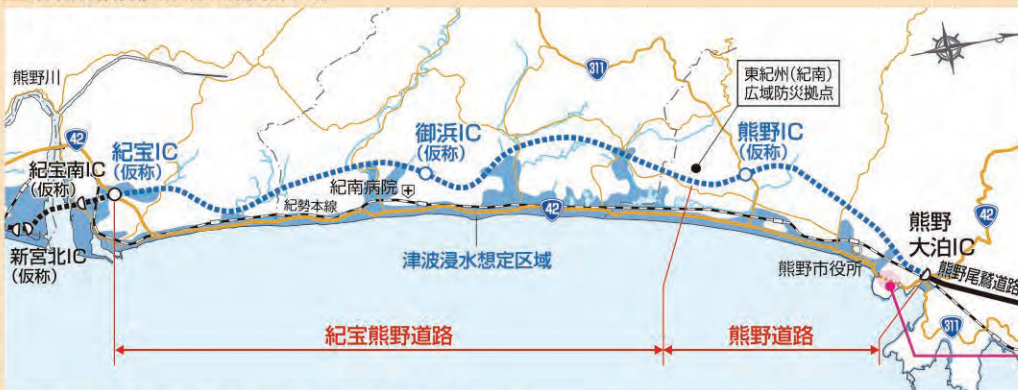 熊野川
42
紀宝IC
(仮称)
紀宝南IC
(仮称)
新宮北IC
(仮称)
御浜IC
(仮称)
紀南病院
紀勢本線
42
津波浸水想定区域
311
東紀州(紀南)
広域防災拠点
熊野IC
(仮称)
42
熊野
大泊IC
熊野尾鷲道路
熊野市役所
311
紀宝熊野道路
熊野道路